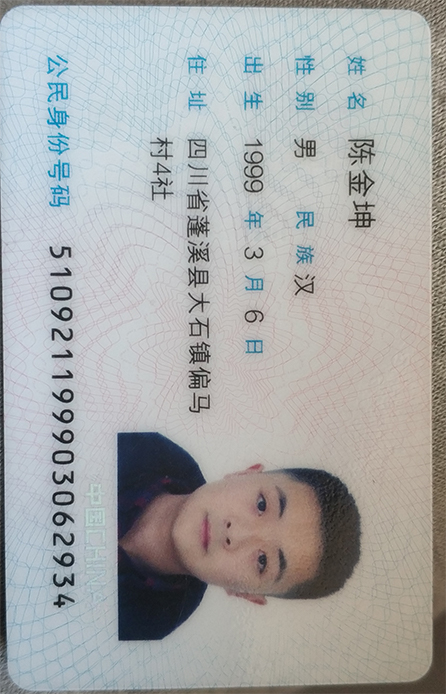 姓名 陈金坤
性别 男 民族 汉
出生 1999 年 3 月 6 日
住址 四川省蓬溪县大石镇偏马
村4社
中国CHINA
公民身份号码 510921199903062934